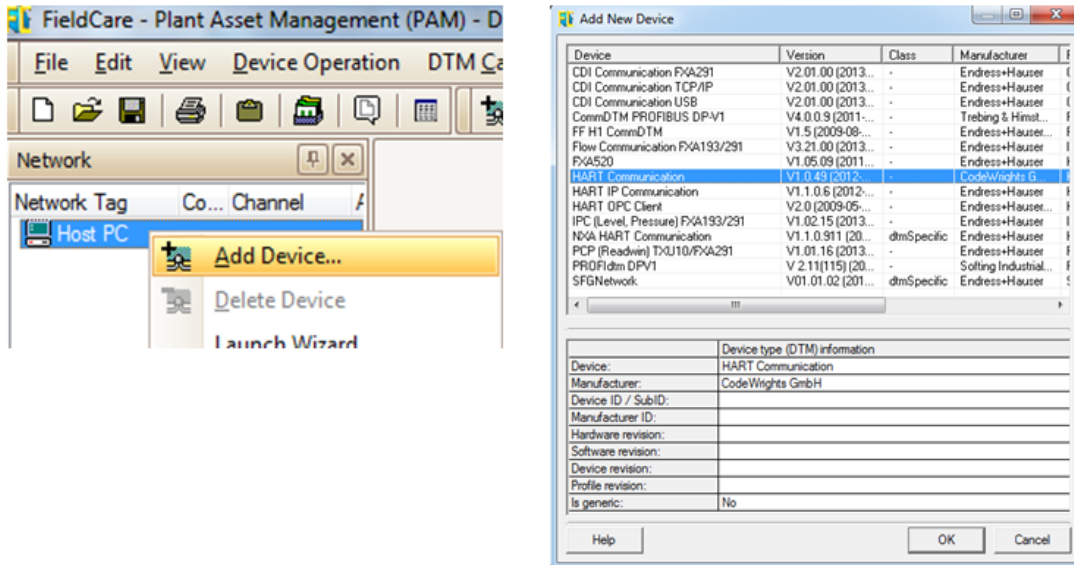 FieldCare - Plant Asset Management (PAM) - D
File Edit View Device Operation DTM Ca
Network
Network Tag Co... Channel
Host PC
Add Device...
Delete Device
Launch Wizard
Add New Device
Device Version Class Manufacturer
CDI Communication FXA291 V2.01.00 (2013... - Endress+Hauser
CDI Communication TCP/IP V2.01.00 (2013... - Endress+Hauser
CDI Communication USB V2.01.00 (2013... - Endress+Hauser
CommDTM PROFIBUS DP-V1 V4.0.0.9 (2011-... - Trebing & Himst...
FF H1 CommDTM V1.5 (2009-08-... - Endress+Hauser...
Flow Communication FXA193/291 V3.21.00 (2013... - Endress+Hauser
FXA520 V1.05.09 (2011... - Endress+Hauser
HART Communication V1.0.49 (2012-... - CodeWrights G...
HART IP Communication V1.1.0.6 (2012-... - Endress+Hauser
HART OPC Client V2.0 (2009-05-... - Endress+Hauser...
IPC (Level, Pressure) FXA193/291 V1.02.15 (2013... - Endress+Hauser
NXA HART Communication V1.1.0.911 (20... dtmSpecific Endress+Hauser
PCP (Readwin) TXU10/FXA291 V1.01.16 (2013... - Endress+Hauser
PROFIdtm DPV1 V 2.11(115) (20... - Softing Industrial...
SFGNetwork V01.01.02 (201... dtmSpecific Endress+Hauser
Device type (DTM) information
Device: HART Communication
Manufacturer: CodeWrights GmbH
Device ID / SubID:
Manufacturer ID:
Hardware revision:
Software revision:
Device revision:
Profile revision:
Is generic: No
Help OK Cancel